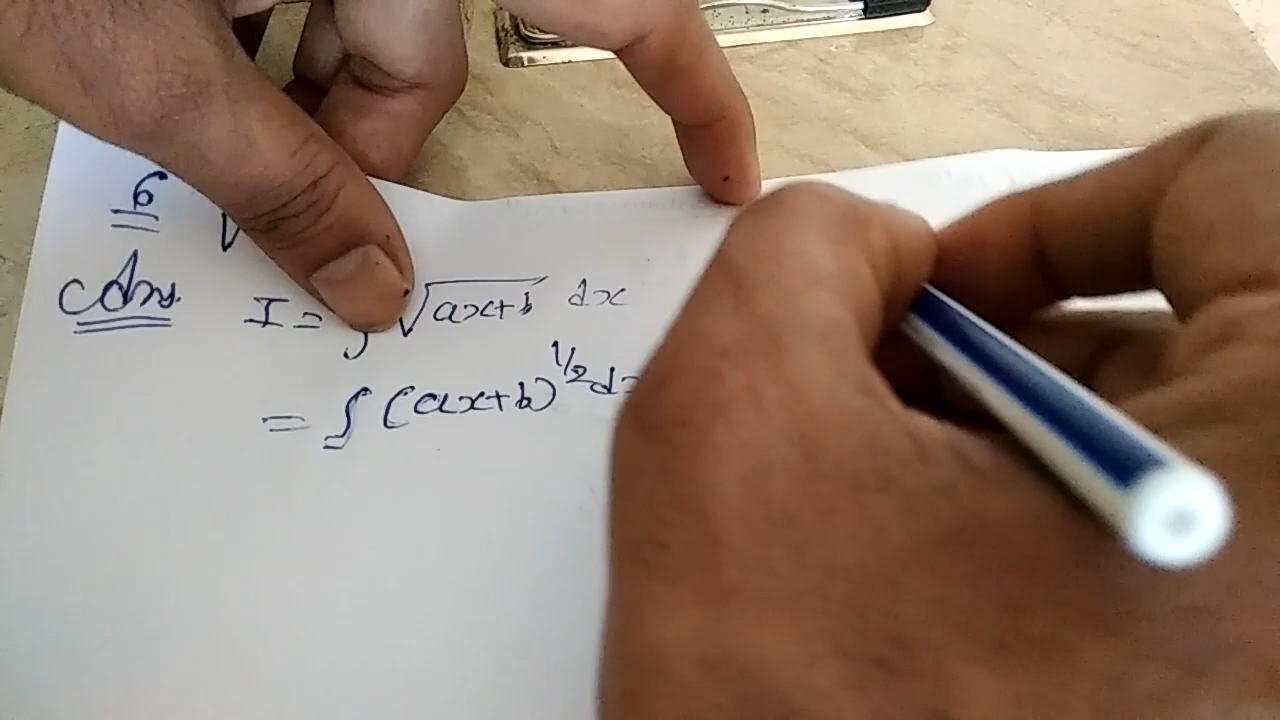 6 √
Ans.
I = ∫ √ax+b dx
= ∫ (ax+b)^1/2 d